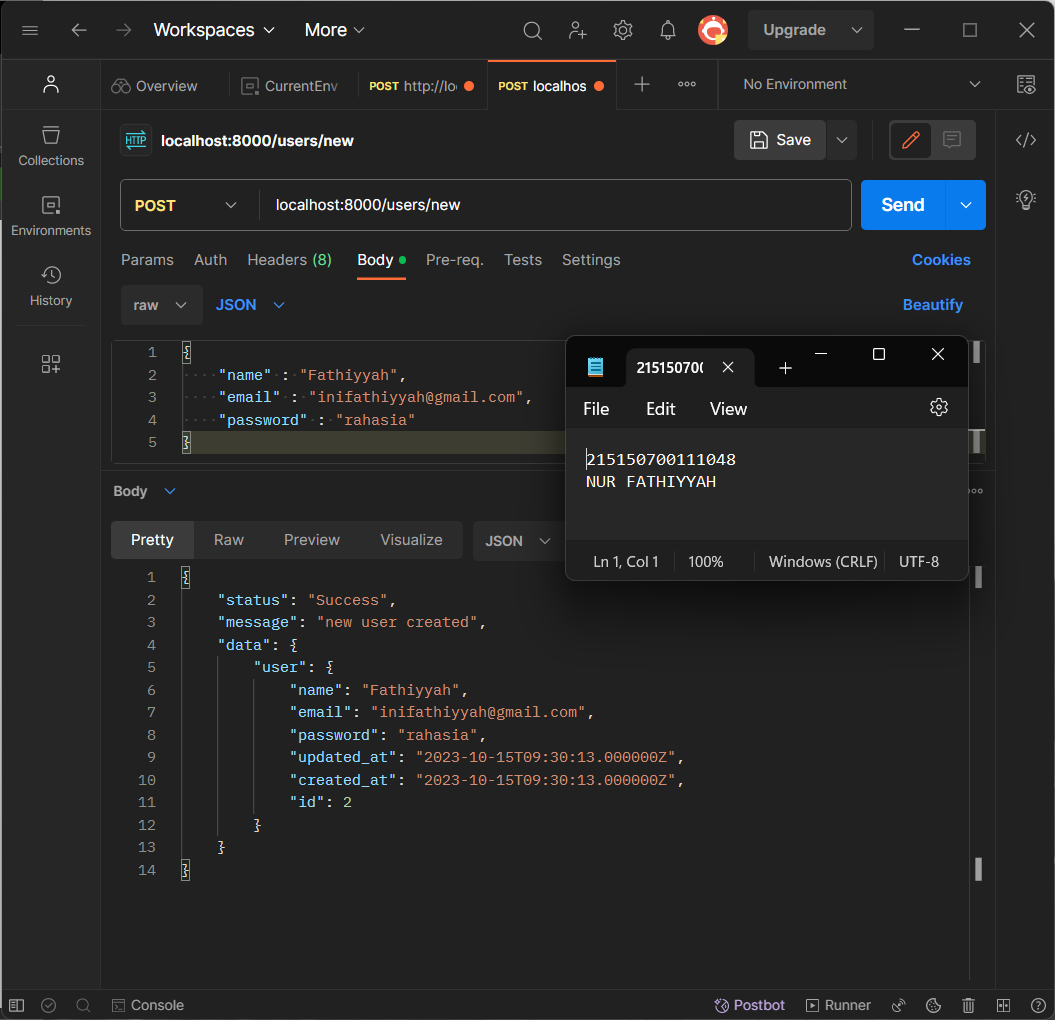 Workspaces More Upgrade
Overview CurrentEnv POST http://lo POST localhos No Environment
HTTP localhost:8000/users/new Save
Collections
Environments
History
POST localhost:8000/users/new Send
Params Auth Headers (8) Body Pre-req. Tests Settings Cookies
raw JSON Beautify
1 {
2 "name" : "Fathiyyah",
3 "email" : "inifathiyyah@gmail.com",
4 "password" : "rahasia"
5 }
21515070
File Edit View
215150700111048
NUR FATHIYYAH
Ln 1, Col 1 100% Windows (CRLF) UTF-8
Body
Pretty Raw Preview Visualize JSON
1 {
2 "status": "Success",
3 "message": "new user created",
4 "data": {
5 "user": {
6 "name": "Fathiyyah",
7 "email": "inifathiyyah@gmail.com",
8 "password": "rahasia",
9 "updated_at": "2023-10-15T09:30:13.000000Z",
10 "created_at": "2023-10-15T09:30:13.000000Z",
11 "id": 2
12 }
13 }
14 }
Console Postbot Runner